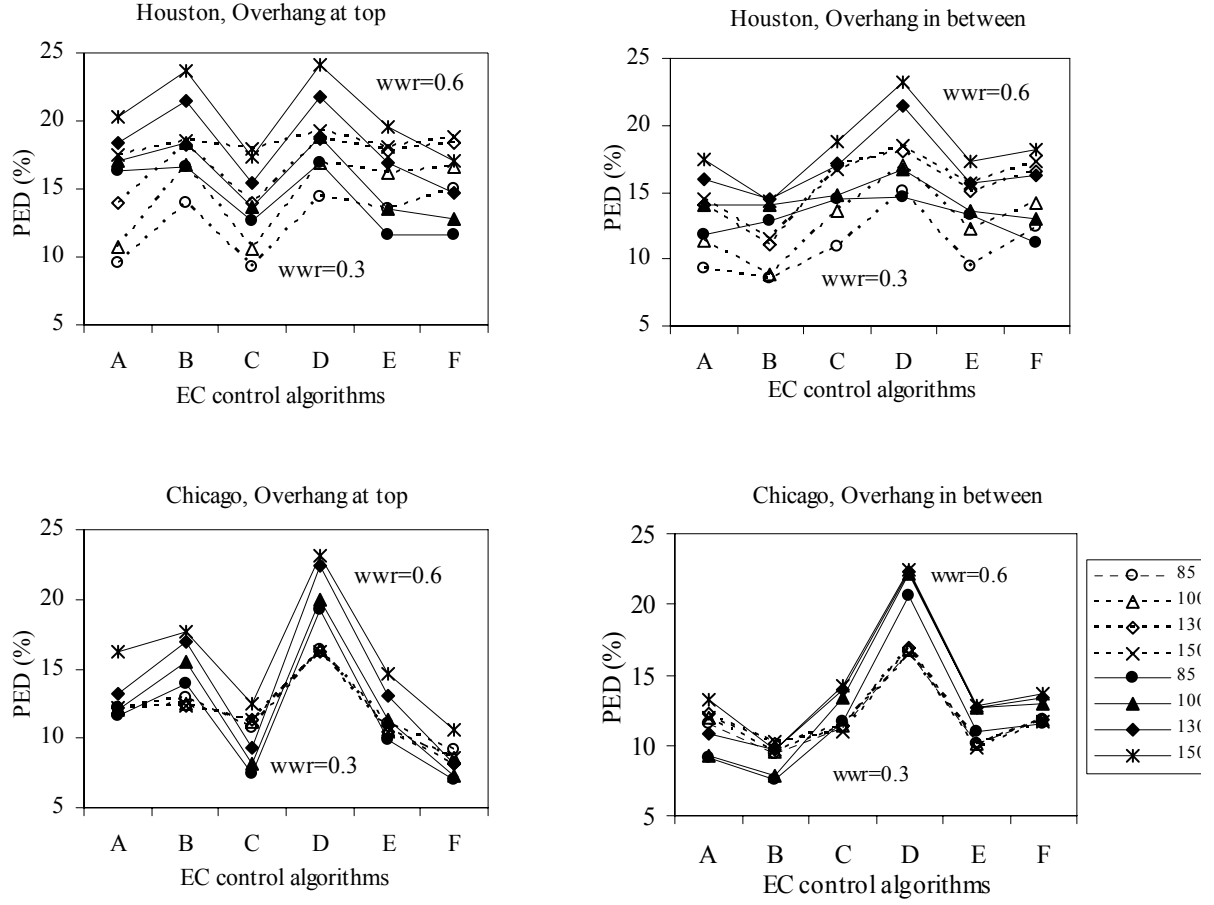 Houston, Overhang at top
PED (%)
25
20
15
10
5
wwr=0.6
wwr=0.3
A B C D E F
EC control algorithms
Houston, Overhang in between
PED (%)
25
20
15
10
5
wwr=0.6
wwr=0.3
A B C D E F
EC control algorithms
Chicago, Overhang at top
PED (%)
25
20
15
10
5
wwr=0.6
wwr=0.3
A B C D E F
EC control algorithms
Chicago, Overhang in between
PED (%)
25
20
15
10
5
wwr=0.6
wwr=0.3
A B C D E F
EC control algorithms
85
100
130
150
85
100
130
150